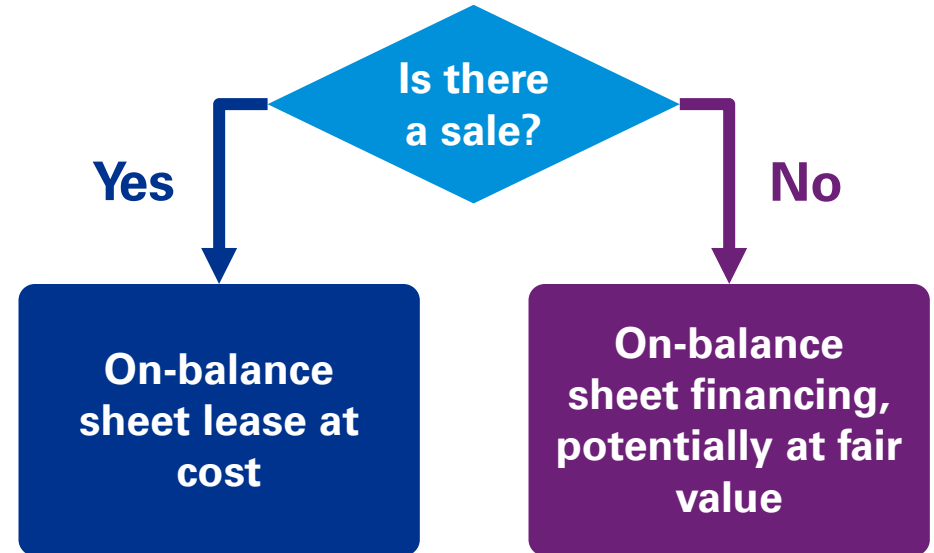 Is there
a sale?
Yes
No
On-balance
sheet lease at
cost
On-balance
sheet financing,
potentially at fair
value